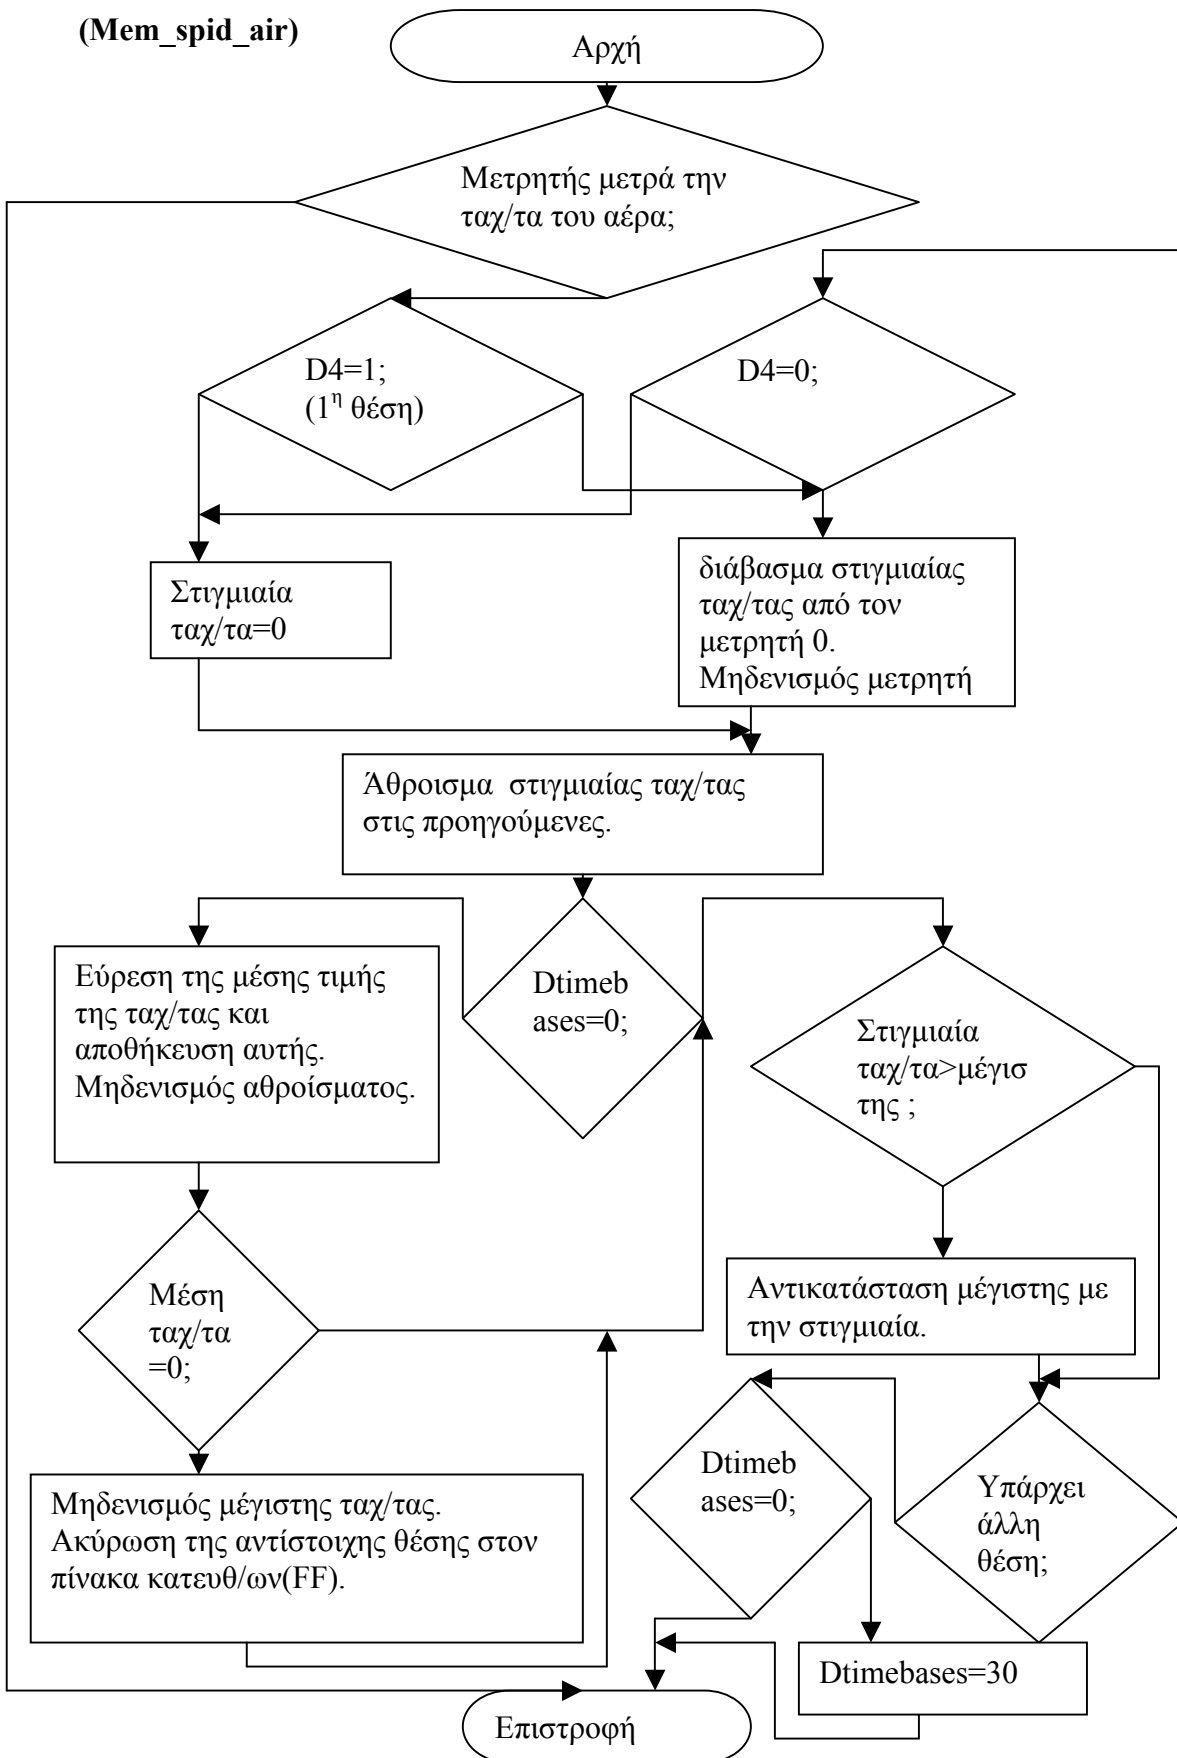 (Mem_spid_air)
Αρχή
Μετρητής μετρά την
ταχ/τα του αέρα;
D4=1;
(1η θέση)
D4=0;
Στιγμιαία
ταχ/τα=0
διάβασμα στιγμιαίας
ταχ/τας από τον
μετρητή 0.
Μηδενισμός μετρητή
Άθροισμα  στιγμιαίας ταχ/τας
στις προηγούμενες.
Εύρεση της μέσης τιμής
της ταχ/τας και
αποθήκευση αυτής.
Μηδενισμός αθροίσματος.
Dtimeb
ases=0;
Στιγμιαία
ταχ/τα>μέγισ
της ;
Μέση
ταχ/τα
=0;
Αντικατάσταση μέγιστης με
την στιγμιαία.
Dtimeb
ases=0;
Υπάρχει
άλλη
θέση;
Μηδενισμός μέγιστης ταχ/τας.
Ακύρωση της αντίστοιχης θέσης στον
πίνακα κατευθ/ων(FF).
Dtimebases=30
Επιστροφή